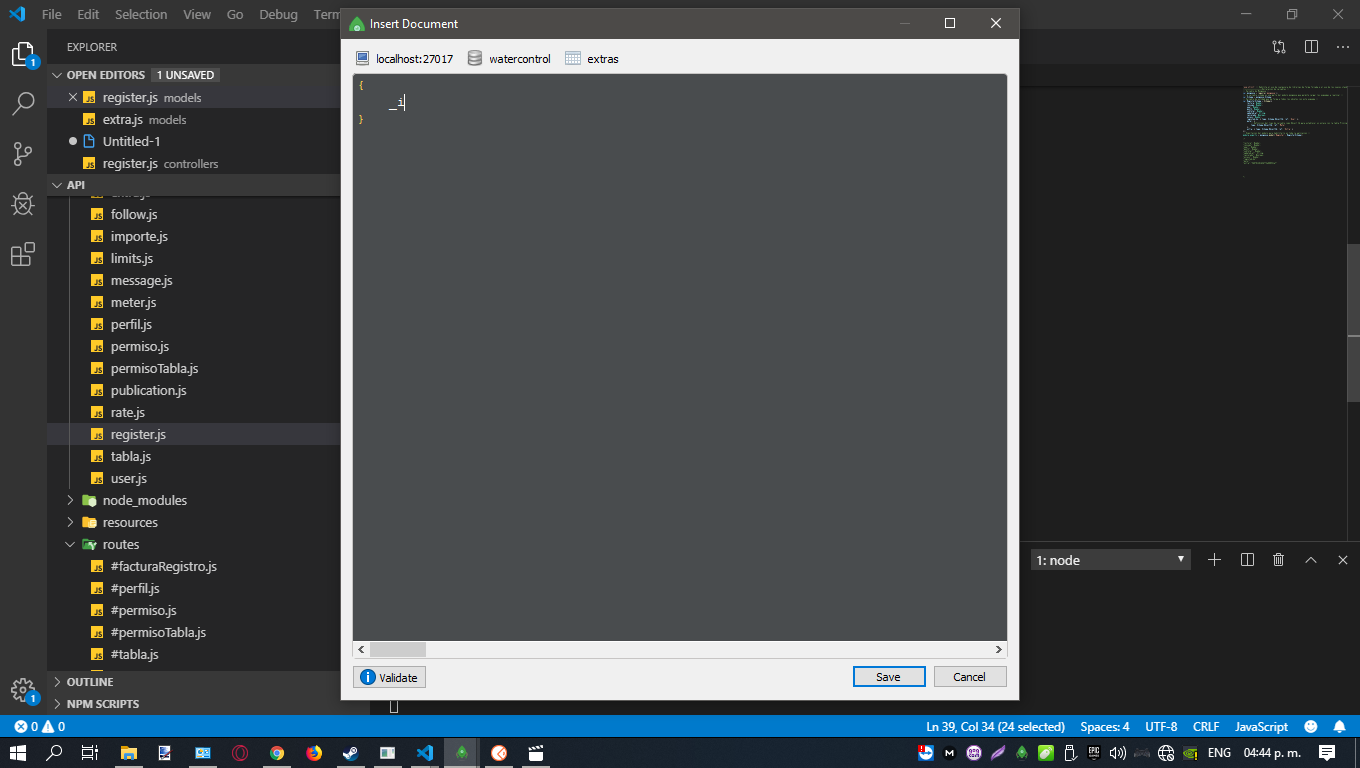 File Edit Selection View Go Debug
Insert Document
EXPLORER
OPEN EDITORS 1 UNSAVED
register.js models
extra.js models
Untitled-1
register.js controllers
API
follow.js
importe.js
limits.js
message.js
meter.js
perfil.js
permiso.js
permisoTabla.js
publication.js
rate.js
register.js
tabla.js
user.js
node_modules
resources
routes
#facturaRegistro.js
#perfil.js
#permiso.js
#permisoTabla.js
#tabla.js
OUTLINE
NPM SCRIPTS
localhost:27017 watercontrol extras
{
_i
}
Validate Save Cancel
1: node
0 0 Ln 39, Col 34 (24 selected) Spaces: 4 UTF-8 CRLF JavaScript
ENG 04:44 p. m.